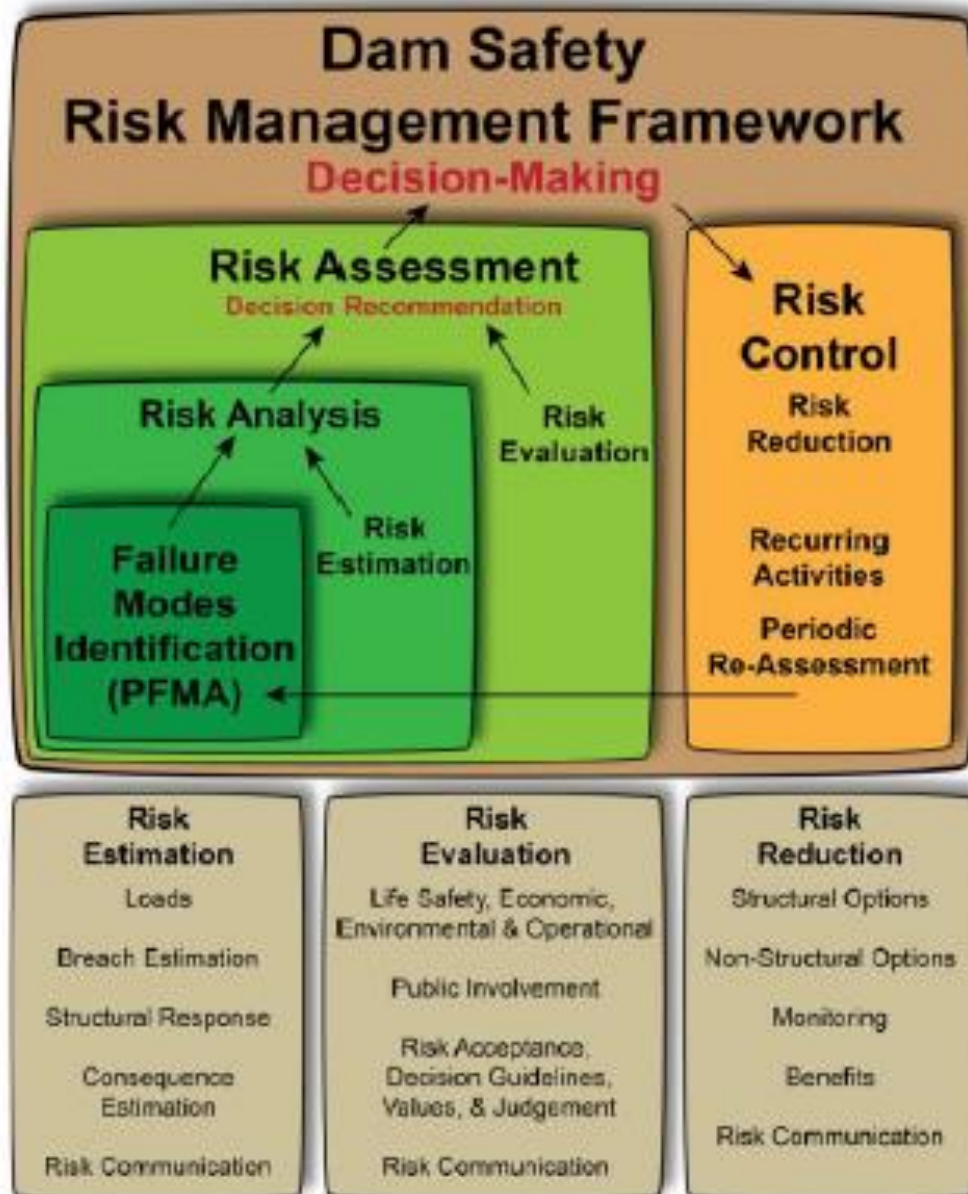 Dam Safety
Risk Management Framework
Decision-Making
Risk Assessment
Decision Recommendation
Risk Analysis
Risk
Evaluation
Risk
Estimation
Failure
Modes
Identification
(PFMA)
Risk
Control
Risk
Reduction
Recurring
Activities
Periodic
Re-Assessment
Risk
Estimation
Loads
Breach Estimation
Structural Response
Consequence
Estimation
Risk Communication
Risk
Evaluation
Life Safety, Economic,
Environmental & Operational
Public Involvement
Risk Acceptance,
Decision Guidelines,
Values, & Judgement
Risk Communication
Risk
Reduction
Structural Options
Non-Structural Options
Monitoring
Benefits
Risk Communication